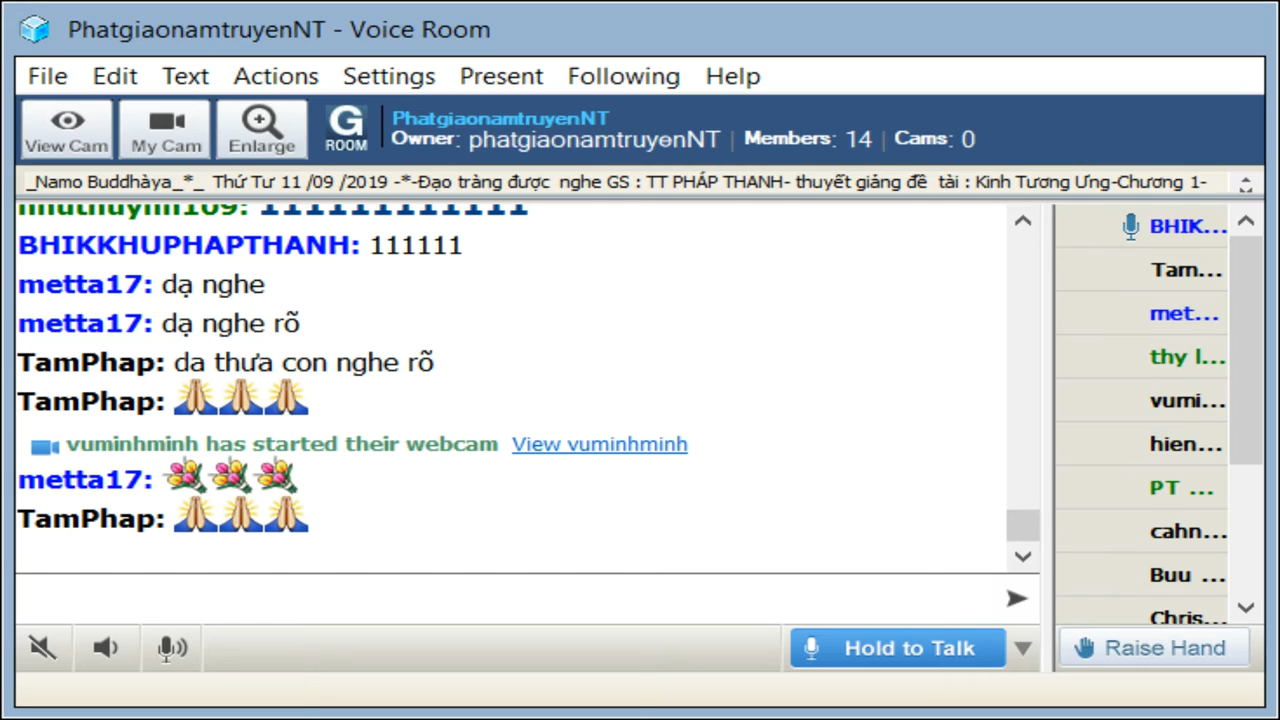 PhatgiaonamtruyenNT - Voice Room
File Edit Text Actions Settings Present Following Help
View Cam My Cam Enlarge G ROOM
PhatgiaonamtruyenNT
Owner: phatgiaonamtruyenNT | Members: 14 | Cams: 0
_Namo Buddhàya_*_ Thứ Tư 11 /09 /2019 -*-Đạo tràng được nghe GS : TT PHÁP THANH- thuyết giảng đề tài : Kinh Tương Ưng-Chương 1-
nhuthuynh109: 111111111111
BHIKKHUPHAPTHANH: 111111
metta17: dạ nghe
metta17: dạ nghe rõ
TamPhap: da thưa con nghe rõ
TamPhap: 🙏🙏🙏
vuminhminh has started their webcam View vuminhminh
metta17: 💐💐💐
TamPhap: 🙏🙏🙏
BHIK...
Tam...
met...
thy l...
vumi...
hien...
PT ...
cahn...
Buu ...
Chris...
Hold to Talk
Raise Hand